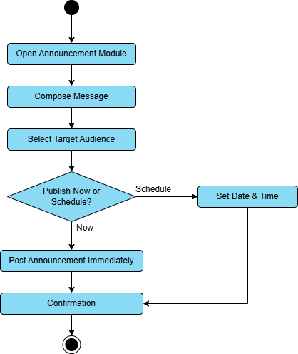 Open Announcement Module
Compose Message
Select Target Audience
Publish Now or
Schedule?
Schedule
Set Date & Time
Now
Post Announcement Immediately
Confirmation